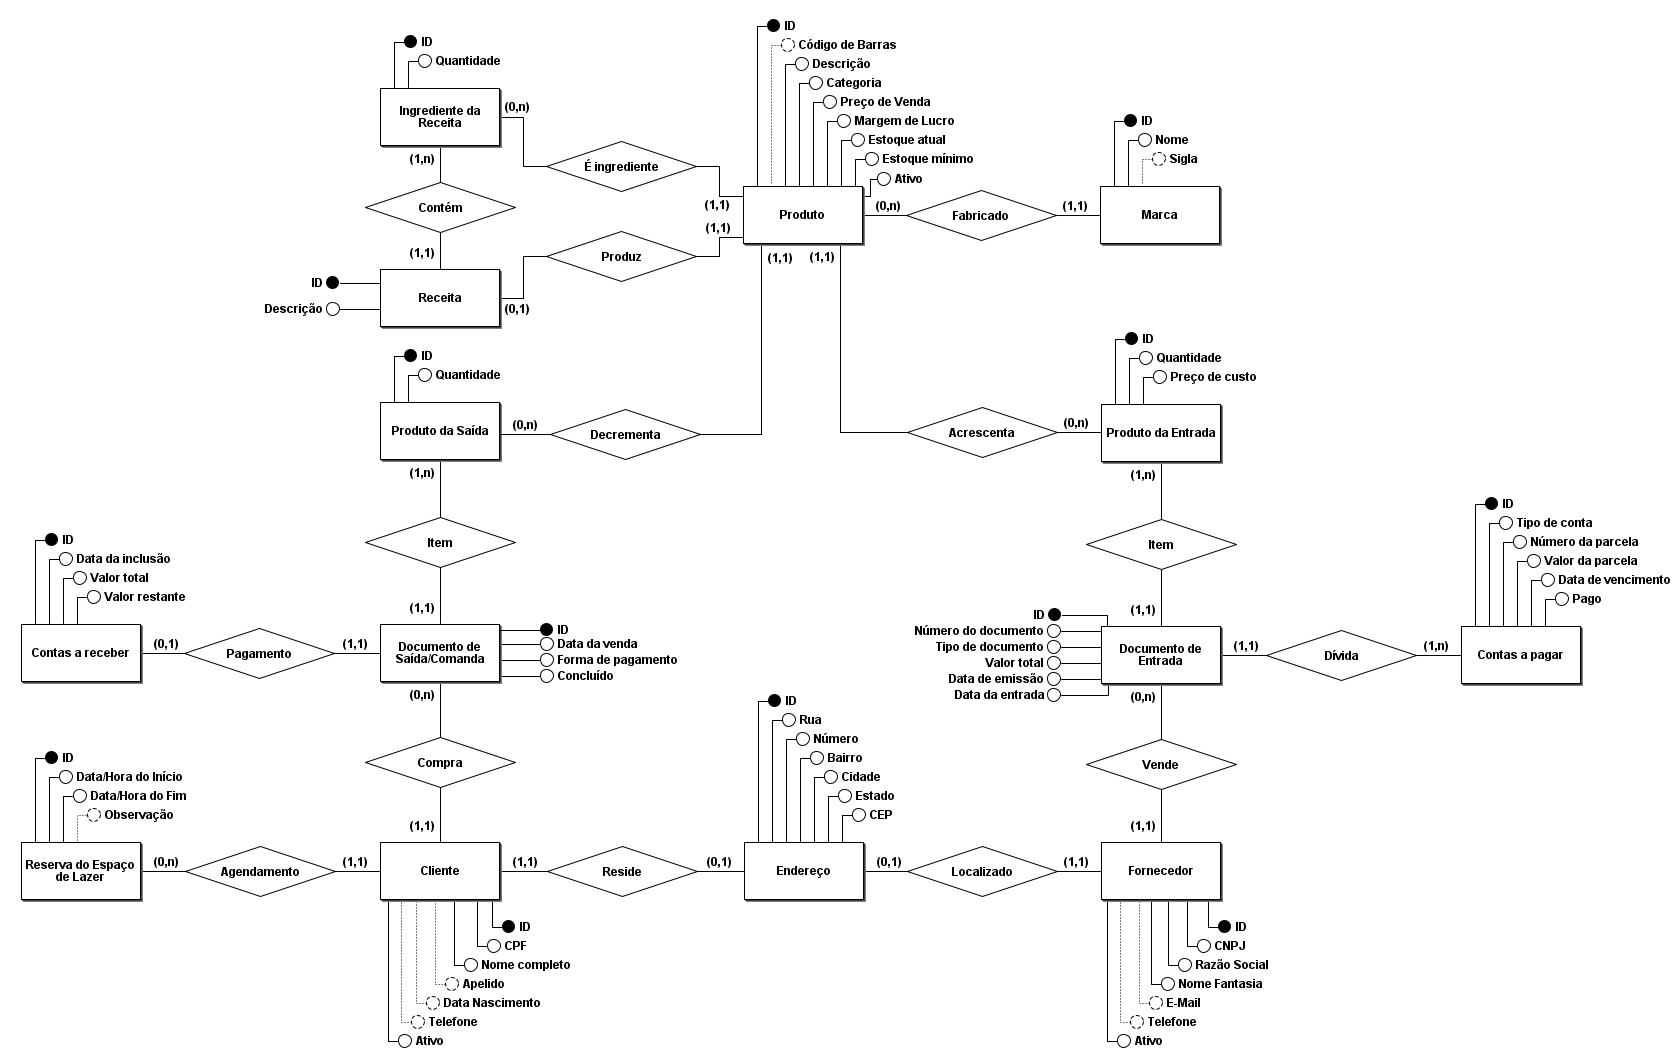 ID
Quantidade
Ingrediente da
Receita
(0,n)
(1,n)
É ingrediente
(1,1)
Contém
(1,1)
ID
Descrição
Receita
(0,1)
Produz
(1,1)
ID
Código de Barras
Descrição
Categoria
Preço de Venda
Margem de Lucro
Estoque atual
Estoque mínimo
Ativo
Produto
(0,n)
Fabricado
(1,1)
ID
Nome
Sigla
Marca
(1,1)
(1,1)
ID
Quantidade
Produto da Saída
(0,n)
Decrementa
(1,n)
Acrescenta
(0,n)
ID
Quantidade
Preço de custo
Produto da Entrada
(1,n)
Item
(1,1)
Item
(1,1)
ID
Data da inclusão
Valor total
Valor restante
Contas a receber
(0,1)
Pagamento
(1,1)
Documento de
Saída/Comanda
ID
Data da venda
Forma de pagamento
Concluído
(0,n)
ID
Número do documento
Tipo de documento
Valor total
Data de emissão
Data da entrada
Documento de
Entrada
(1,1)
Dívida
(1,n)
ID
Tipo de conta
Número da parcela
Valor da parcela
Data de vencimento
Pago
Contas a pagar
(0,n)
Compra
(1,1)
Vende
(1,1)
ID
Data/Hora do Início
Data/Hora do Fim
Observação
Reserva do Espaço
de Lazer
(0,n)
Agendamento
(1,1)
Cliente
(1,1)
Reside
(0,1)
ID
Rua
Número
Bairro
Cidade
Estado
CEP
Endereço
(0,1)
Localizado
(1,1)
Fornecedor
ID
CPF
Nome completo
Apelido
Data Nascimento
Telefone
Ativo
ID
CNPJ
Razão Social
Nome Fantasia
E-Mail
Telefone
Ativo